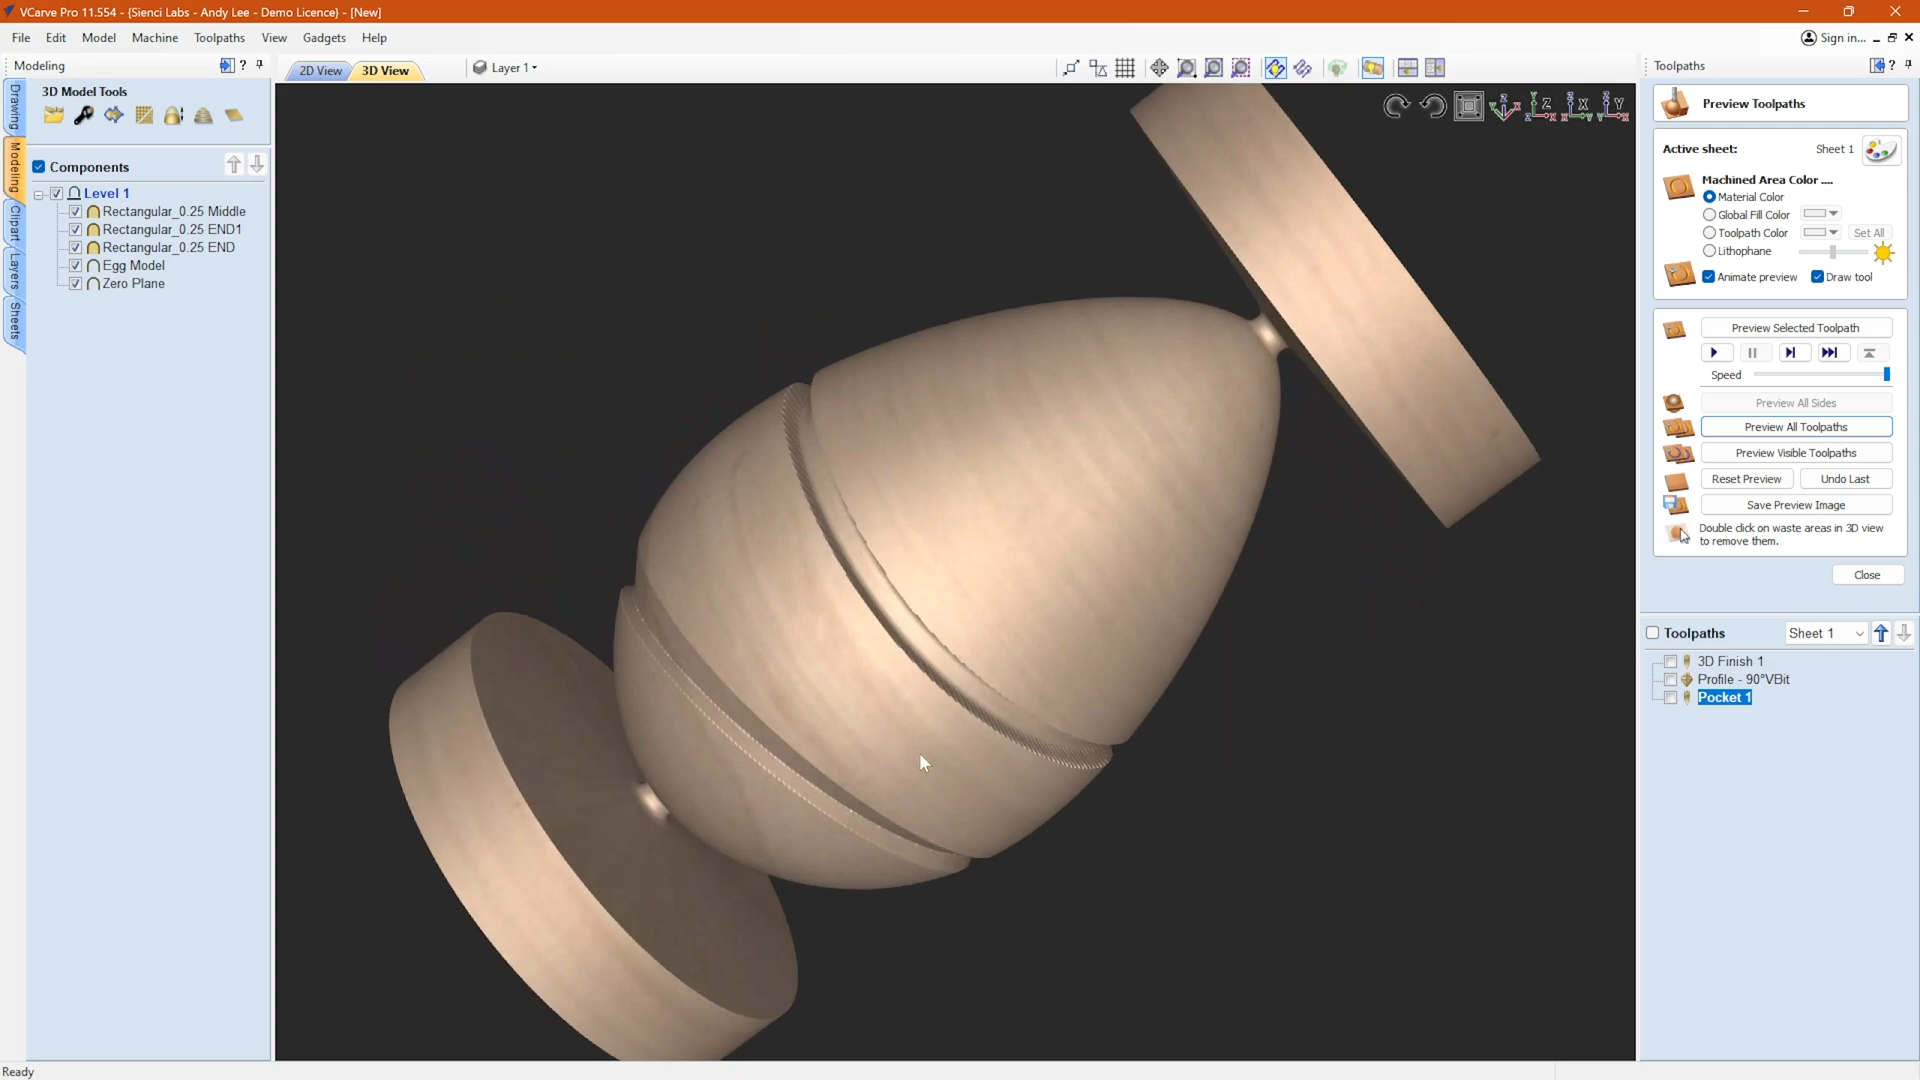 VCarve Pro 11.554 - {Sienci Labs - Andy Lee - Demo Licence} - [New]
File Edit Model Machine Toolpaths View Gadgets Help
Sign in...
Modeling
2D View
3D View
Layer 1
Toolpaths
Drawing
Modeling
Clipart
Layers
Sheets
3D Model Tools
Components
Level 1
Rectangular_0.25 Middle
Rectangular_0.25 END1
Rectangular_0.25 END
Egg Model
Zero Plane
Preview Toolpaths
Active sheet: Sheet 1
Machined Area Color ....
Material Color
Global Fill Color
Toolpath Color Set All
Lithophane
Animate preview Draw tool
Preview Selected Toolpath
Speed
Preview All Sides
Preview All Toolpaths
Preview Visible Toolpaths
Reset Preview Undo Last
Save Preview Image
Double click on waste areas in 3D view
to remove them.
Close
Toolpaths Sheet 1
3D Finish 1
Profile - 90°VBit
Pocket 1
Ready